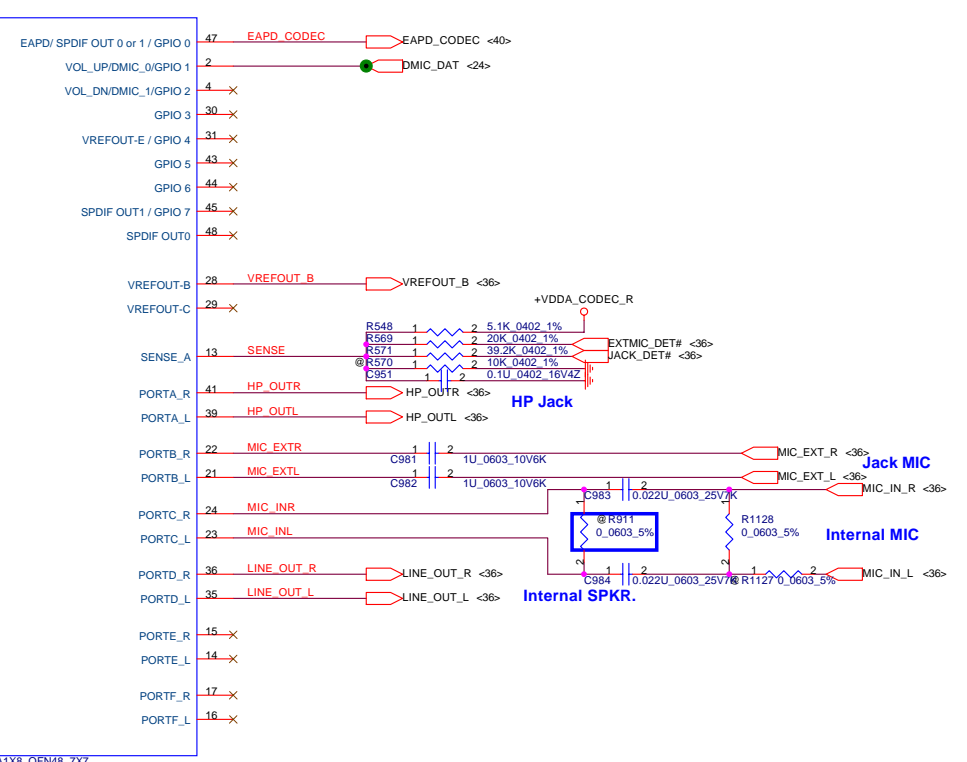 EAPD/ SPDIF OUT 0 or 1 / GPIO 0 47 EAPD_CODEC EAPD_CODEC <40>
VOL_UP/DMIC_0/GPIO 1 2 DMIC_DAT <24>
VOL_DN/DMIC_1/GPIO 2 4
GPIO 3 30
VREFOUT-E / GPIO 4 31
GPIO 5 43
GPIO 6 44
SPDIF OUT1 / GPIO 7 45
SPDIF OUT0 48
VREFOUT-B 28 VREFOUT_B VREFOUT_B <36>
VREFOUT-C 29
+VDDA_CODEC_R
R548 1 2 5.1K_0402_1%
R569 1 2 20K_0402_1% EXTMIC_DET# <36>
SENSE_A 13 SENSE R571 1 2 39.2K_0402_1% JACK_DET# <36>
@ R570 1 2 10K_0402_1%
C951 1 2 0.1U_0402_16V4Z
PORTA_R 41 HP_OUTR HP_OUTR <36>
HP Jack
PORTA_L 39 HP_OUTL HP_OUTL <36>
PORTB_R 22 MIC_EXTR C981 1 2 1U_0603_10V6K MIC_EXT_R <36>
Jack MIC
PORTB_L 21 MIC_EXTL C982 1 2 1U_0603_10V6K MIC_EXT_L <36>
C983 1 2 0.022U_0603_25V7K MIC_IN_R <36>
PORTC_R 24 MIC_INR
1 @ R911 2 0_0603_5%
1 R1128 2 0_0603_5%
Internal MIC
PORTC_L 23 MIC_INL
C984 1 2 0.022U_0603_25V7K @ R1127 1 2 0_0603_5% MIC_IN_L <36>
PORTD_R 36 LINE_OUT_R LINE_OUT_R <36>
Internal SPKR.
PORTD_L 35 LINE_OUT_L LINE_OUT_L <36>
PORTE_R 15
PORTE_L 14
PORTF_R 17
PORTF_L 16